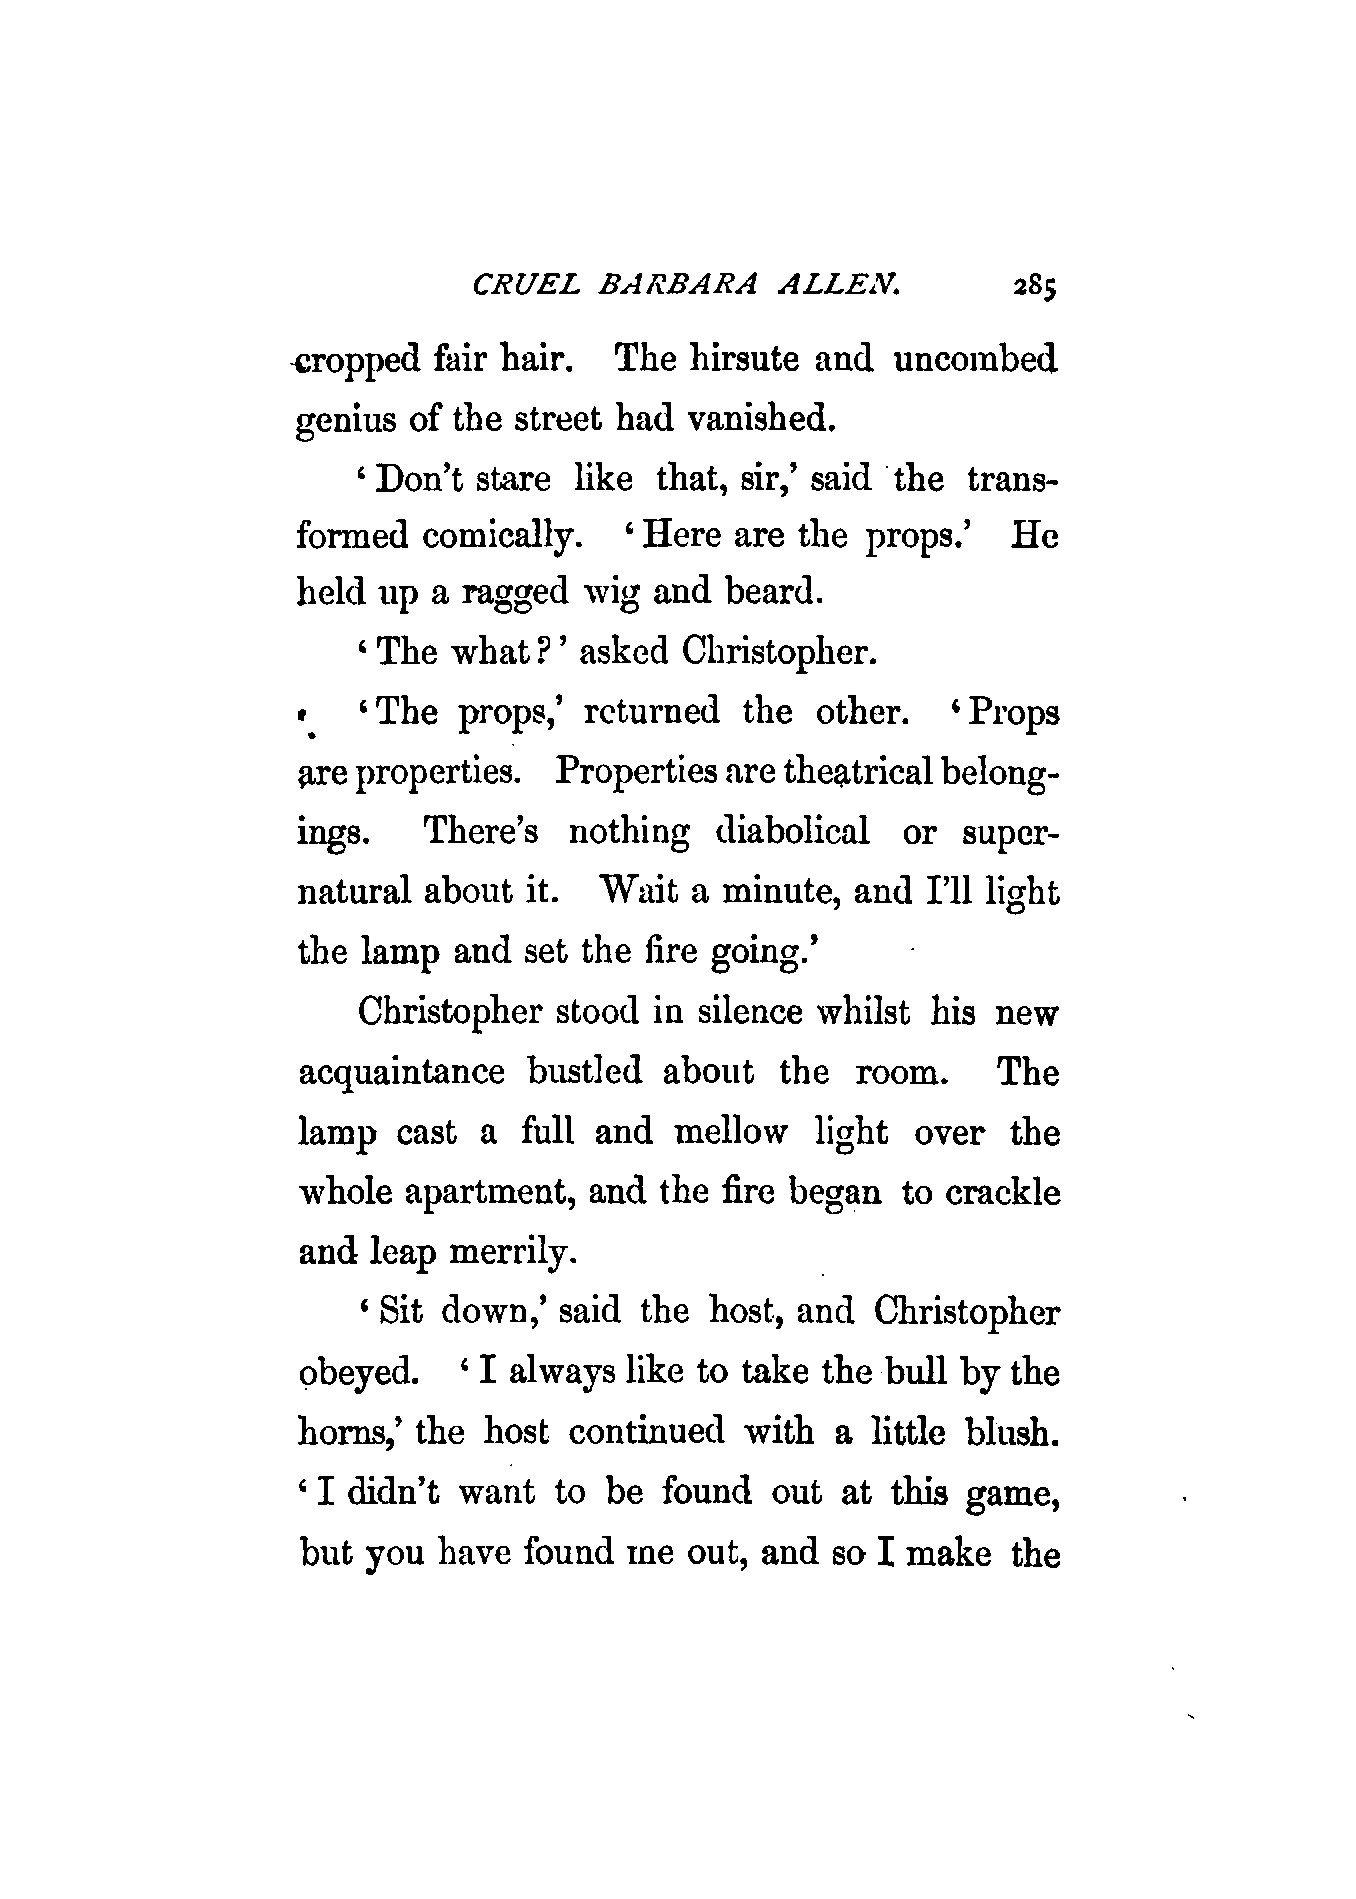 CRUEL BARBARA ALLEN. 285
cropped fair hair. The hirsute and uncombed
genius of the street had vanished.
‘Don’t stare like that, sir,’ said the trans-
formed comically. ‘Here are the props.’ He
held up a ragged wig and beard.
‘The what?’ asked Christopher.
‘The props,’ returned the other. ‘Props
are properties. Properties are theatrical belong-
ings. There’s nothing diabolical or super-
natural about it. Wait a minute, and I’ll light
the lamp and set the fire going.’
Christopher stood in silence whilst his new
acquaintance bustled about the room. The
lamp cast a full and mellow light over the
whole apartment, and the fire began to crackle
and leap merrily.
‘Sit down,’ said the host, and Christopher
obeyed. ‘I always like to take the bull by the
horns,’ the host continued with a little blush.
‘I didn’t want to be found out at this game,
but you have found me out, and so I make the